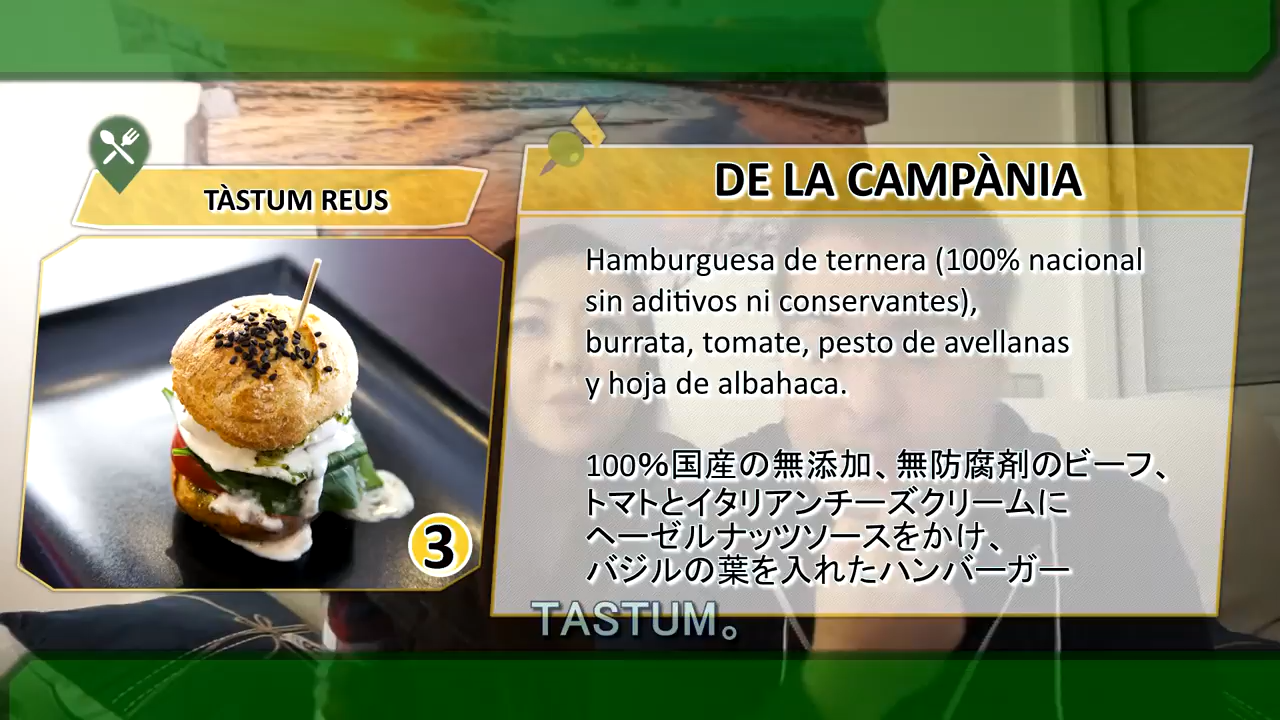 TÀSTUM REUS
3
DE LA CAMPÀNIA
Hamburguesa de ternera (100% nacional
sin aditivos ni conservantes),
burrata, tomate, pesto de avellanas
y hoja de albahaca.
100%国産の無添加、無防腐剤のビーフ、
トマトとイタリアンチーズクリームに
ヘーゼルナッツソースをかけ、
バジルの葉を入れたハンバーガー
TASTUM。